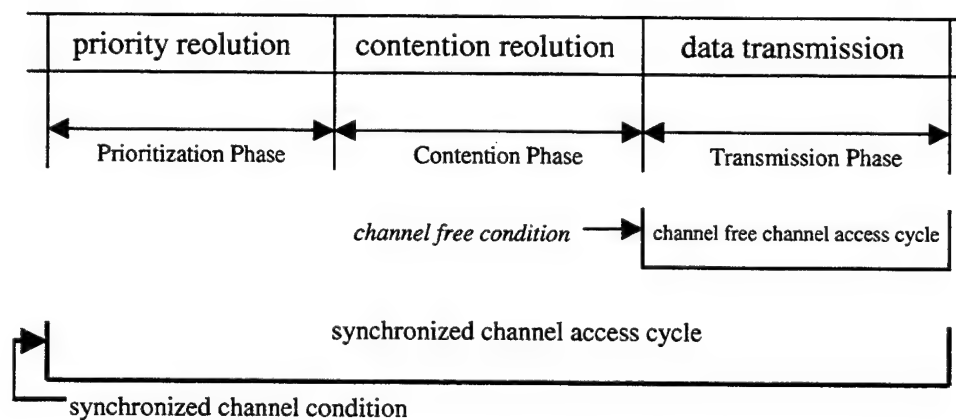 priority reolution contention reolution data transmission
Prioritization Phase Contention Phase Transmission Phase
channel free condition channel free channel access cycle
synchronized channel access cycle
synchronized channel condition